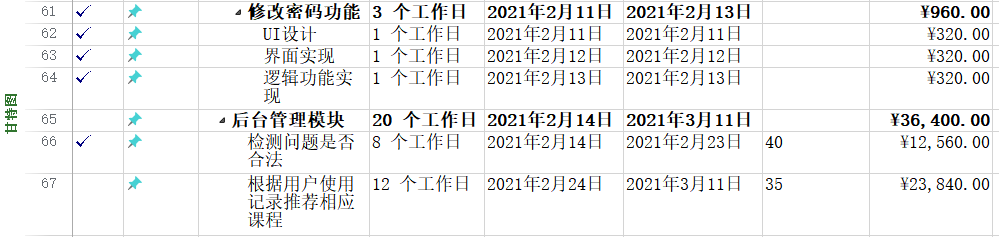 61 修改密码功能 3 个工作日 2021年2月11日 2021年2月13日 ¥960.00
62 UI设计 1 个工作日 2021年2月11日 2021年2月11日 ¥320.00
63 界面实现 1 个工作日 2021年2月12日 2021年2月12日 ¥320.00
64 逻辑功能实 1 个工作日 2021年2月13日 2021年2月13日 ¥320.00
现
甘特图
65 后台管理模块 20 个工作日 2021年2月14日 2021年3月11日 ¥36,400.00
66 检测问题是否 8 个工作日 2021年2月14日 2021年2月23日 40 ¥12,560.00
合法
67 根据用户使用 12 个工作日 2021年2月24日 2021年3月11日 35 ¥23,840.00
记录推荐相应
课程